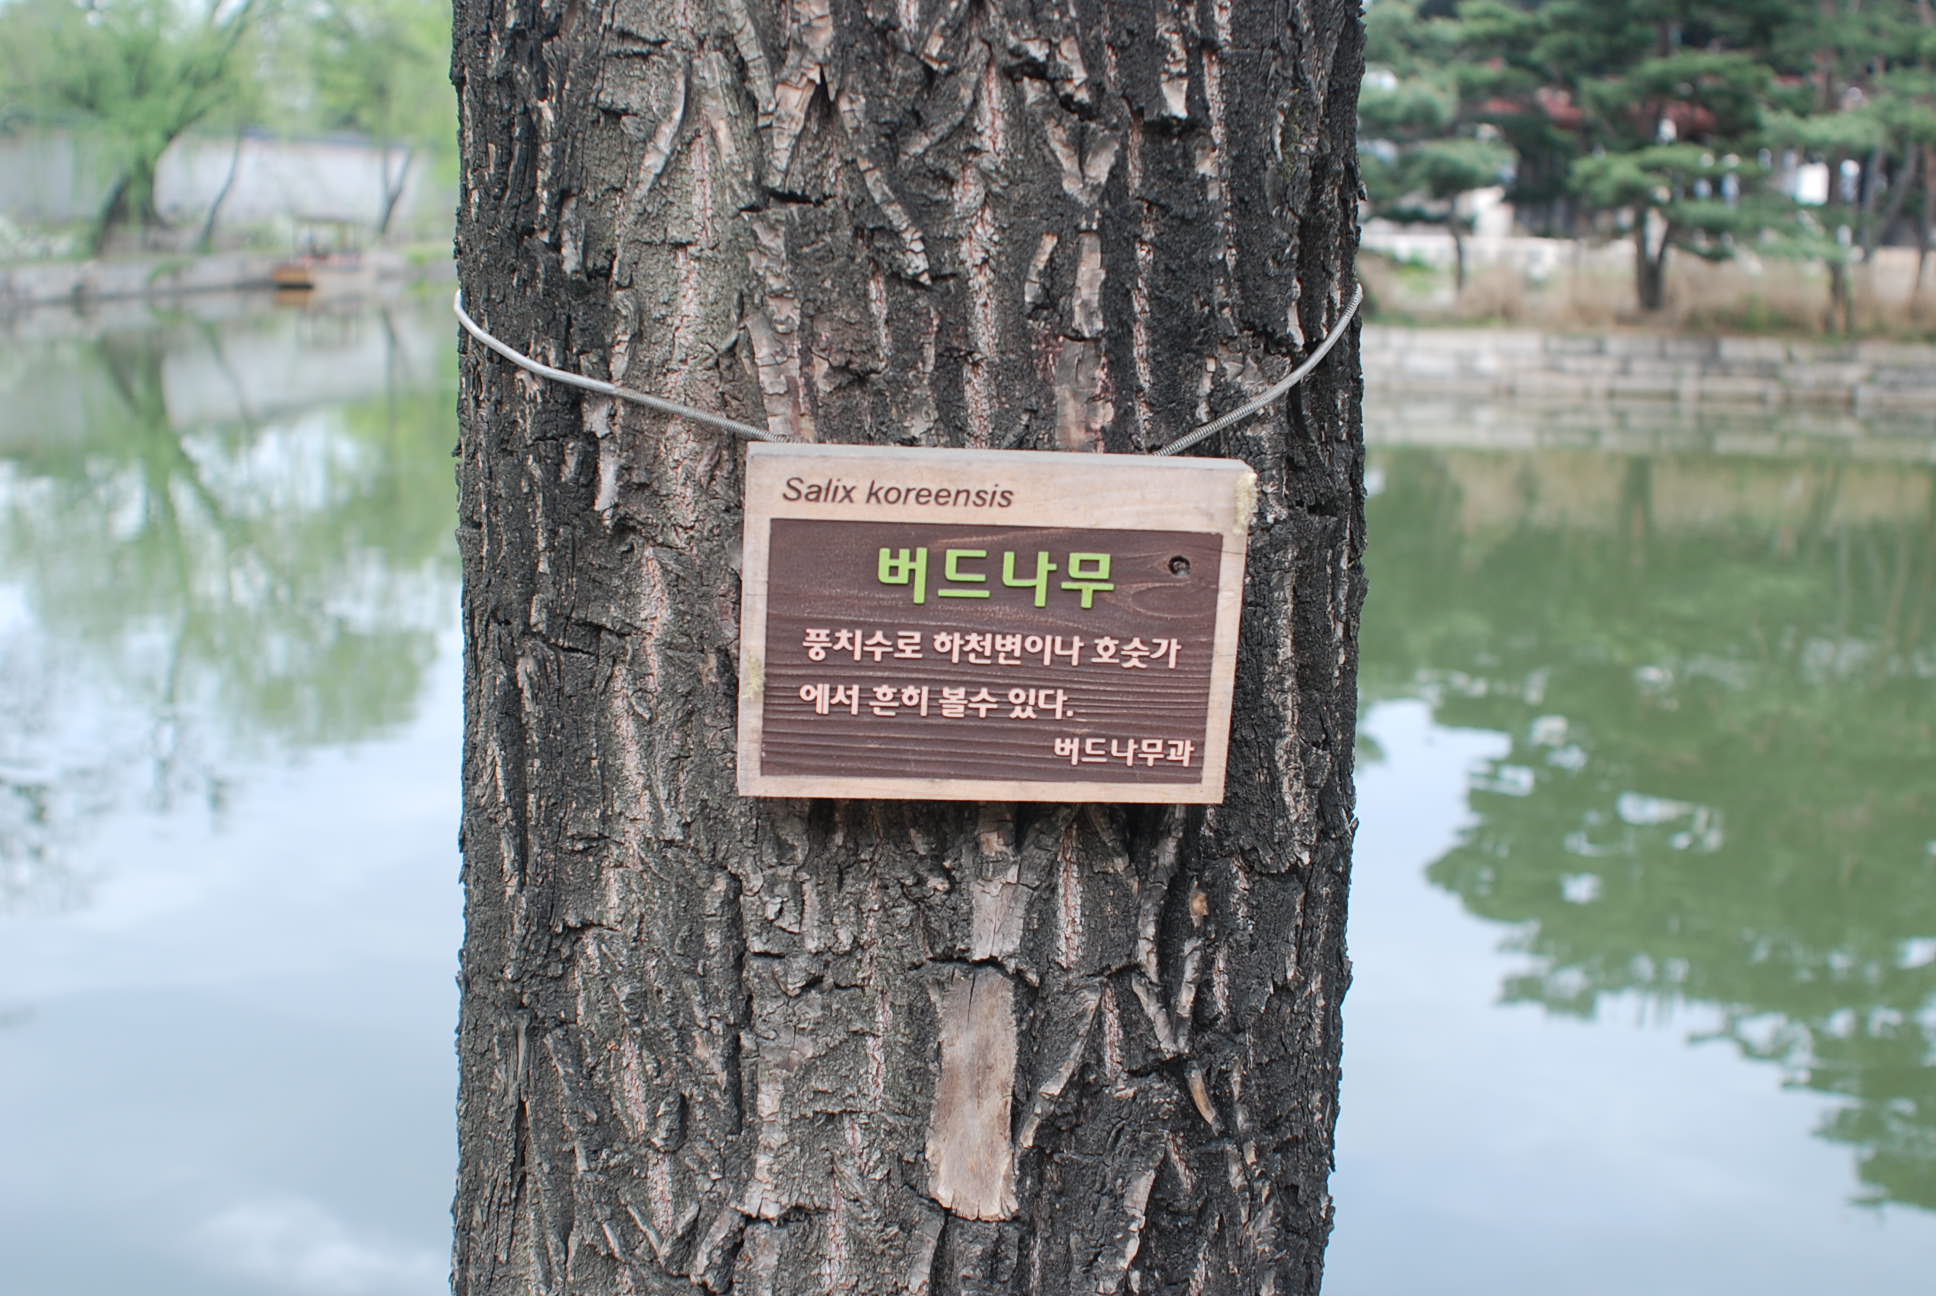 Salix koreensis
버드나무
풍치수로 하천변이나 호숫가
에서 흔히 볼수 있다.
버드나무과